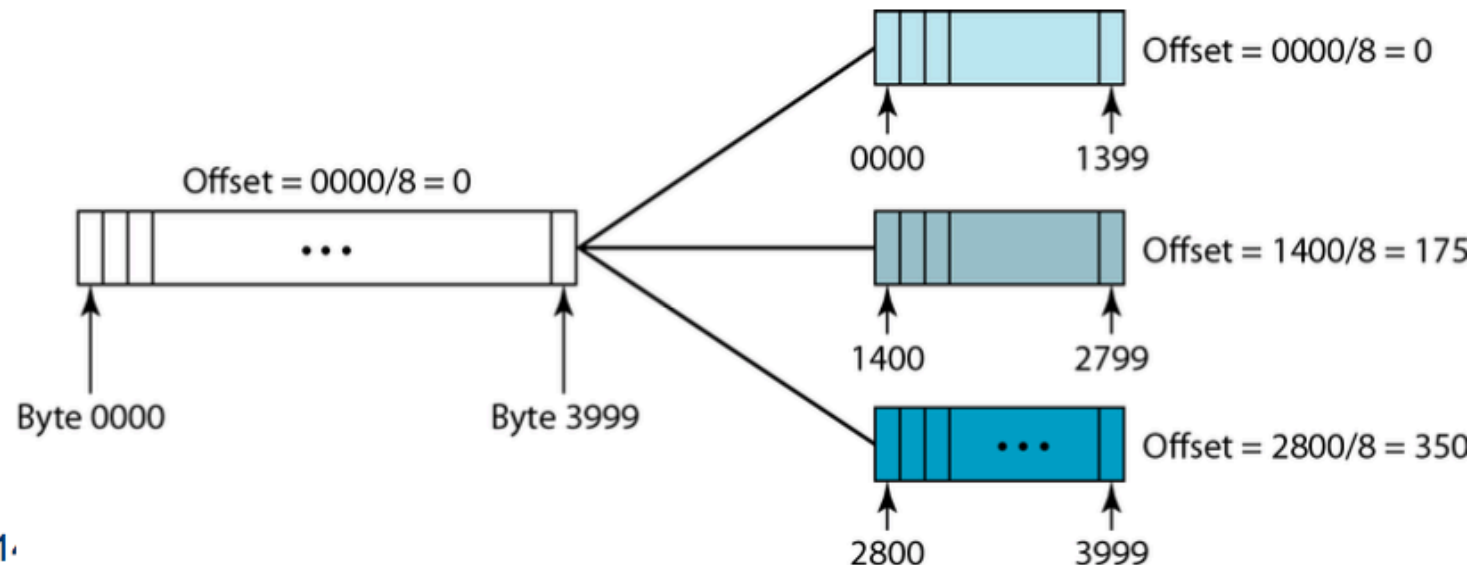 Offset = 0000/8 = 0
0000 1399
Offset = 0000/8 = 0
Byte 0000 Byte 3999
Offset = 1400/8 = 175
1400 2799
Offset = 2800/8 = 350
2800 3999